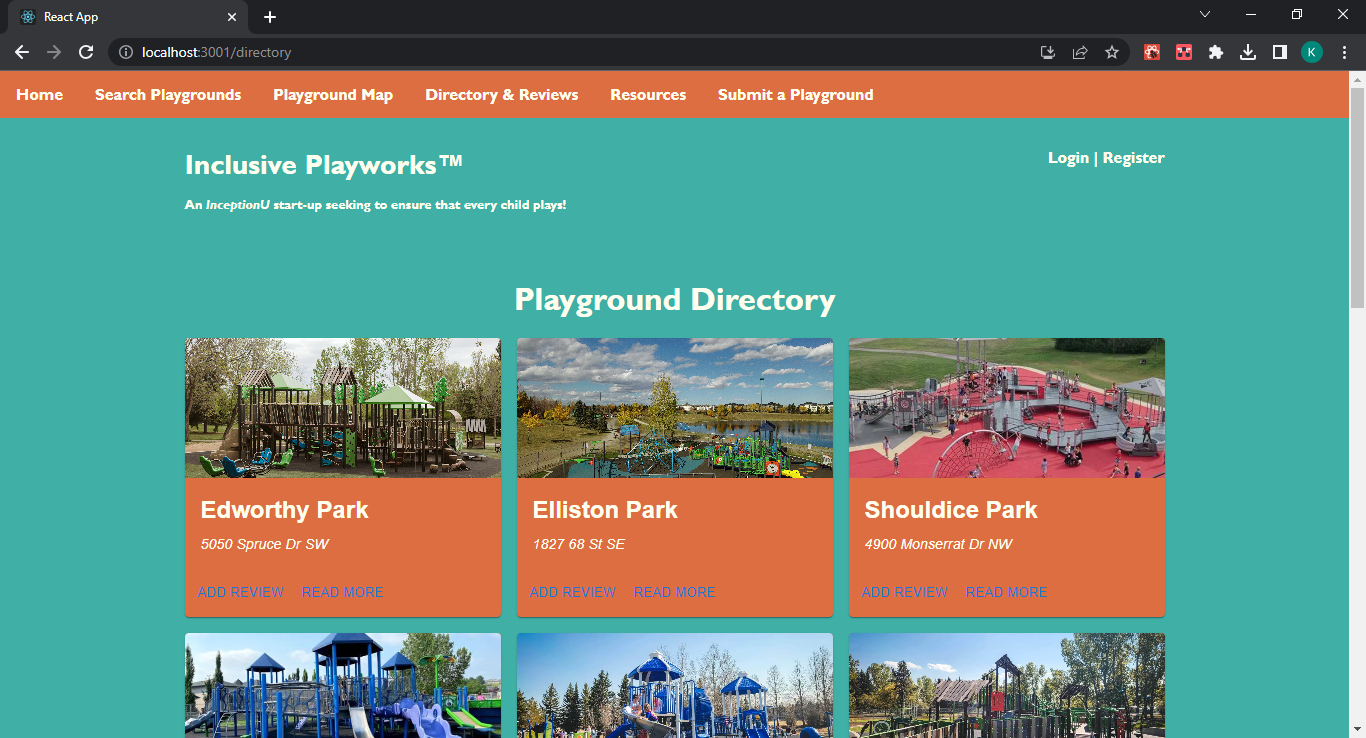 React App
localhost:3001/directory
K
Home Search Playgrounds Playground Map Directory & Reviews Resources Submit a Playground
Inclusive Playworks™
Login | Register
An InceptionU start-up seeking to ensure that every child plays!
Playground Directory
Edworthy Park
5050 Spruce Dr SW
ADD REVIEW READ MORE
Elliston Park
1827 68 St SE
ADD REVIEW READ MORE
Shouldice Park
4900 Monserrat Dr NW
ADD REVIEW READ MORE